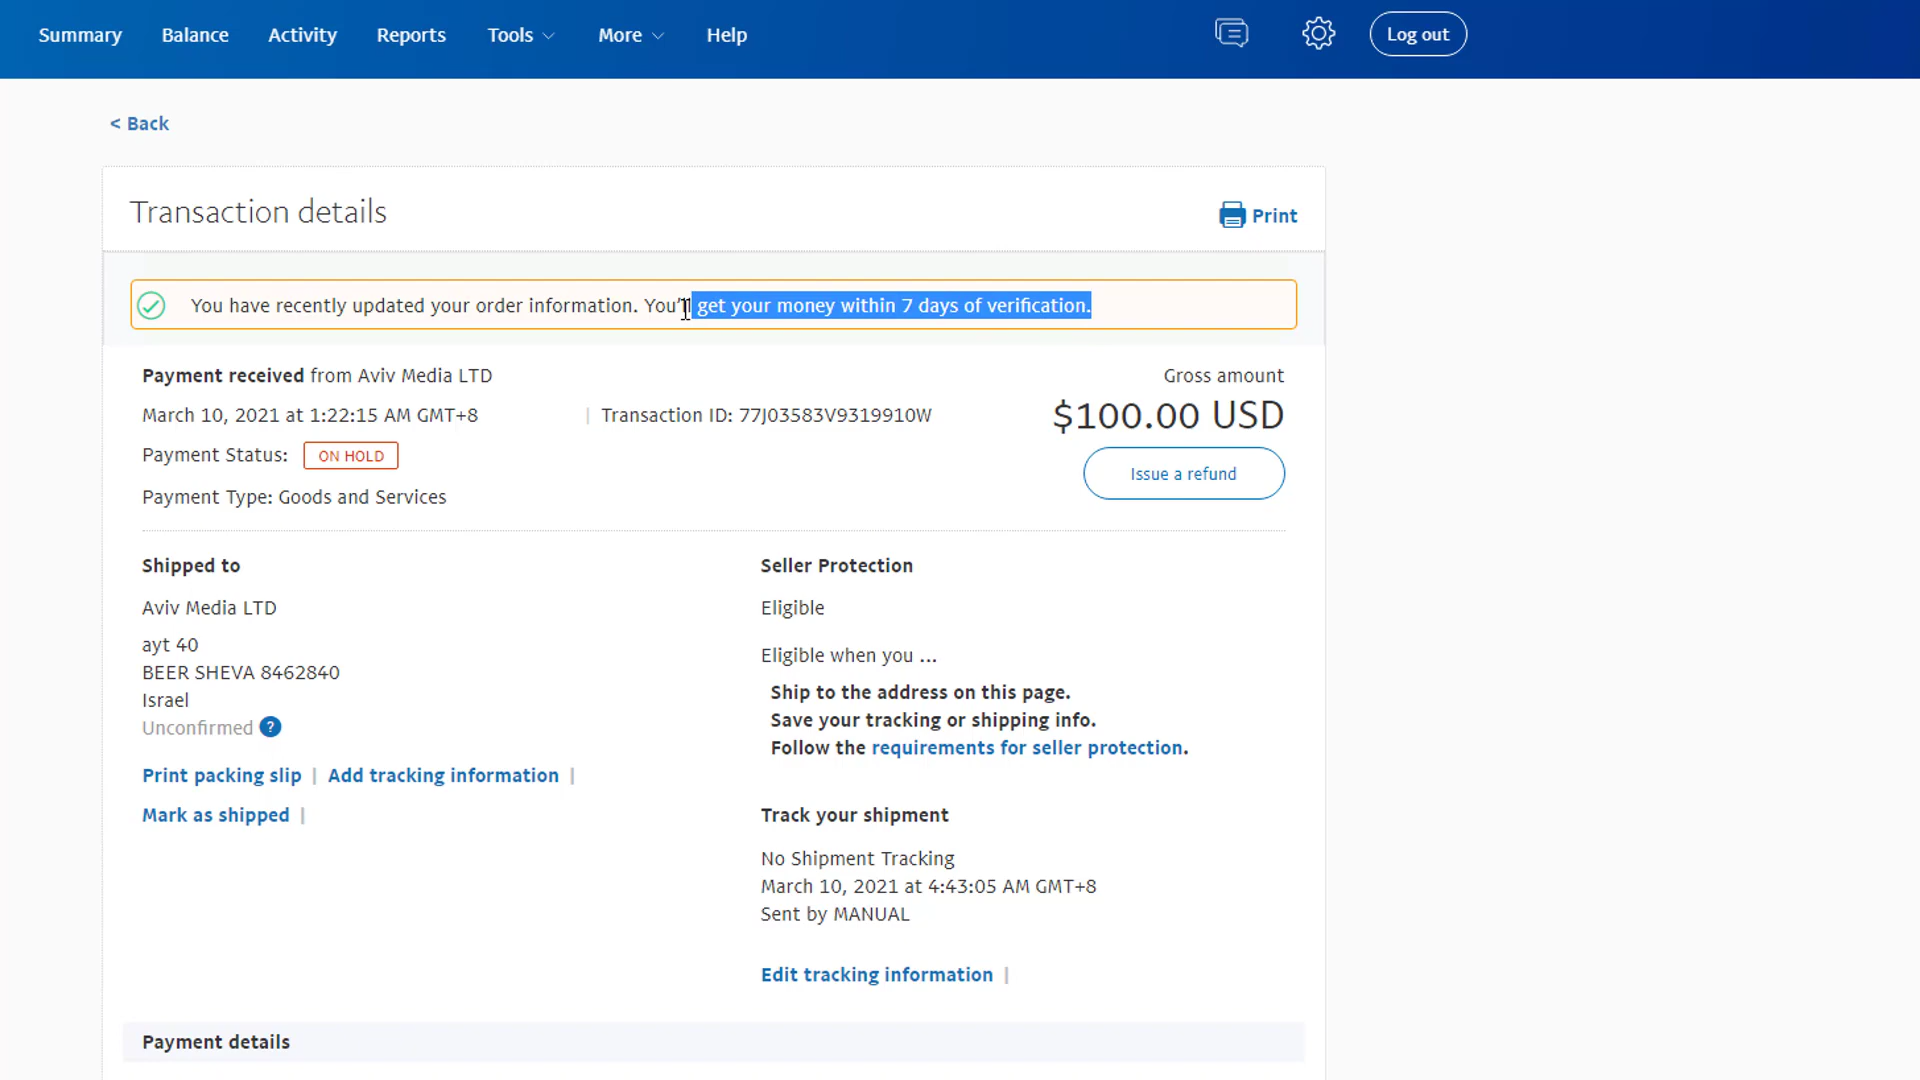 Summary Balance Activity Reports Tools More Help Log out
< Back
Transaction details
Print
You have recently updated your order information. You'll get your money within 7 days of verification.
Payment received from Aviv Media LTD
Gross amount
March 10, 2021 at 1:22:15 AM GMT+8 | Transaction ID: 77J03583V9319910W
$100.00 USD
Payment Status: ON HOLD
Issue a refund
Payment Type: Goods and Services
Shipped to
Aviv Media LTD
ayt 40
BEER SHEVA 8462840
Israel
Unconfirmed ?
Print packing slip | Add tracking information |
Mark as shipped |
Seller Protection
Eligible
Eligible when you ...
Ship to the address on this page.
Save your tracking or shipping info.
Follow the requirements for seller protection.
Track your shipment
No Shipment Tracking
March 10, 2021 at 4:43:05 AM GMT+8
Sent by MANUAL
Edit tracking information |
Payment details